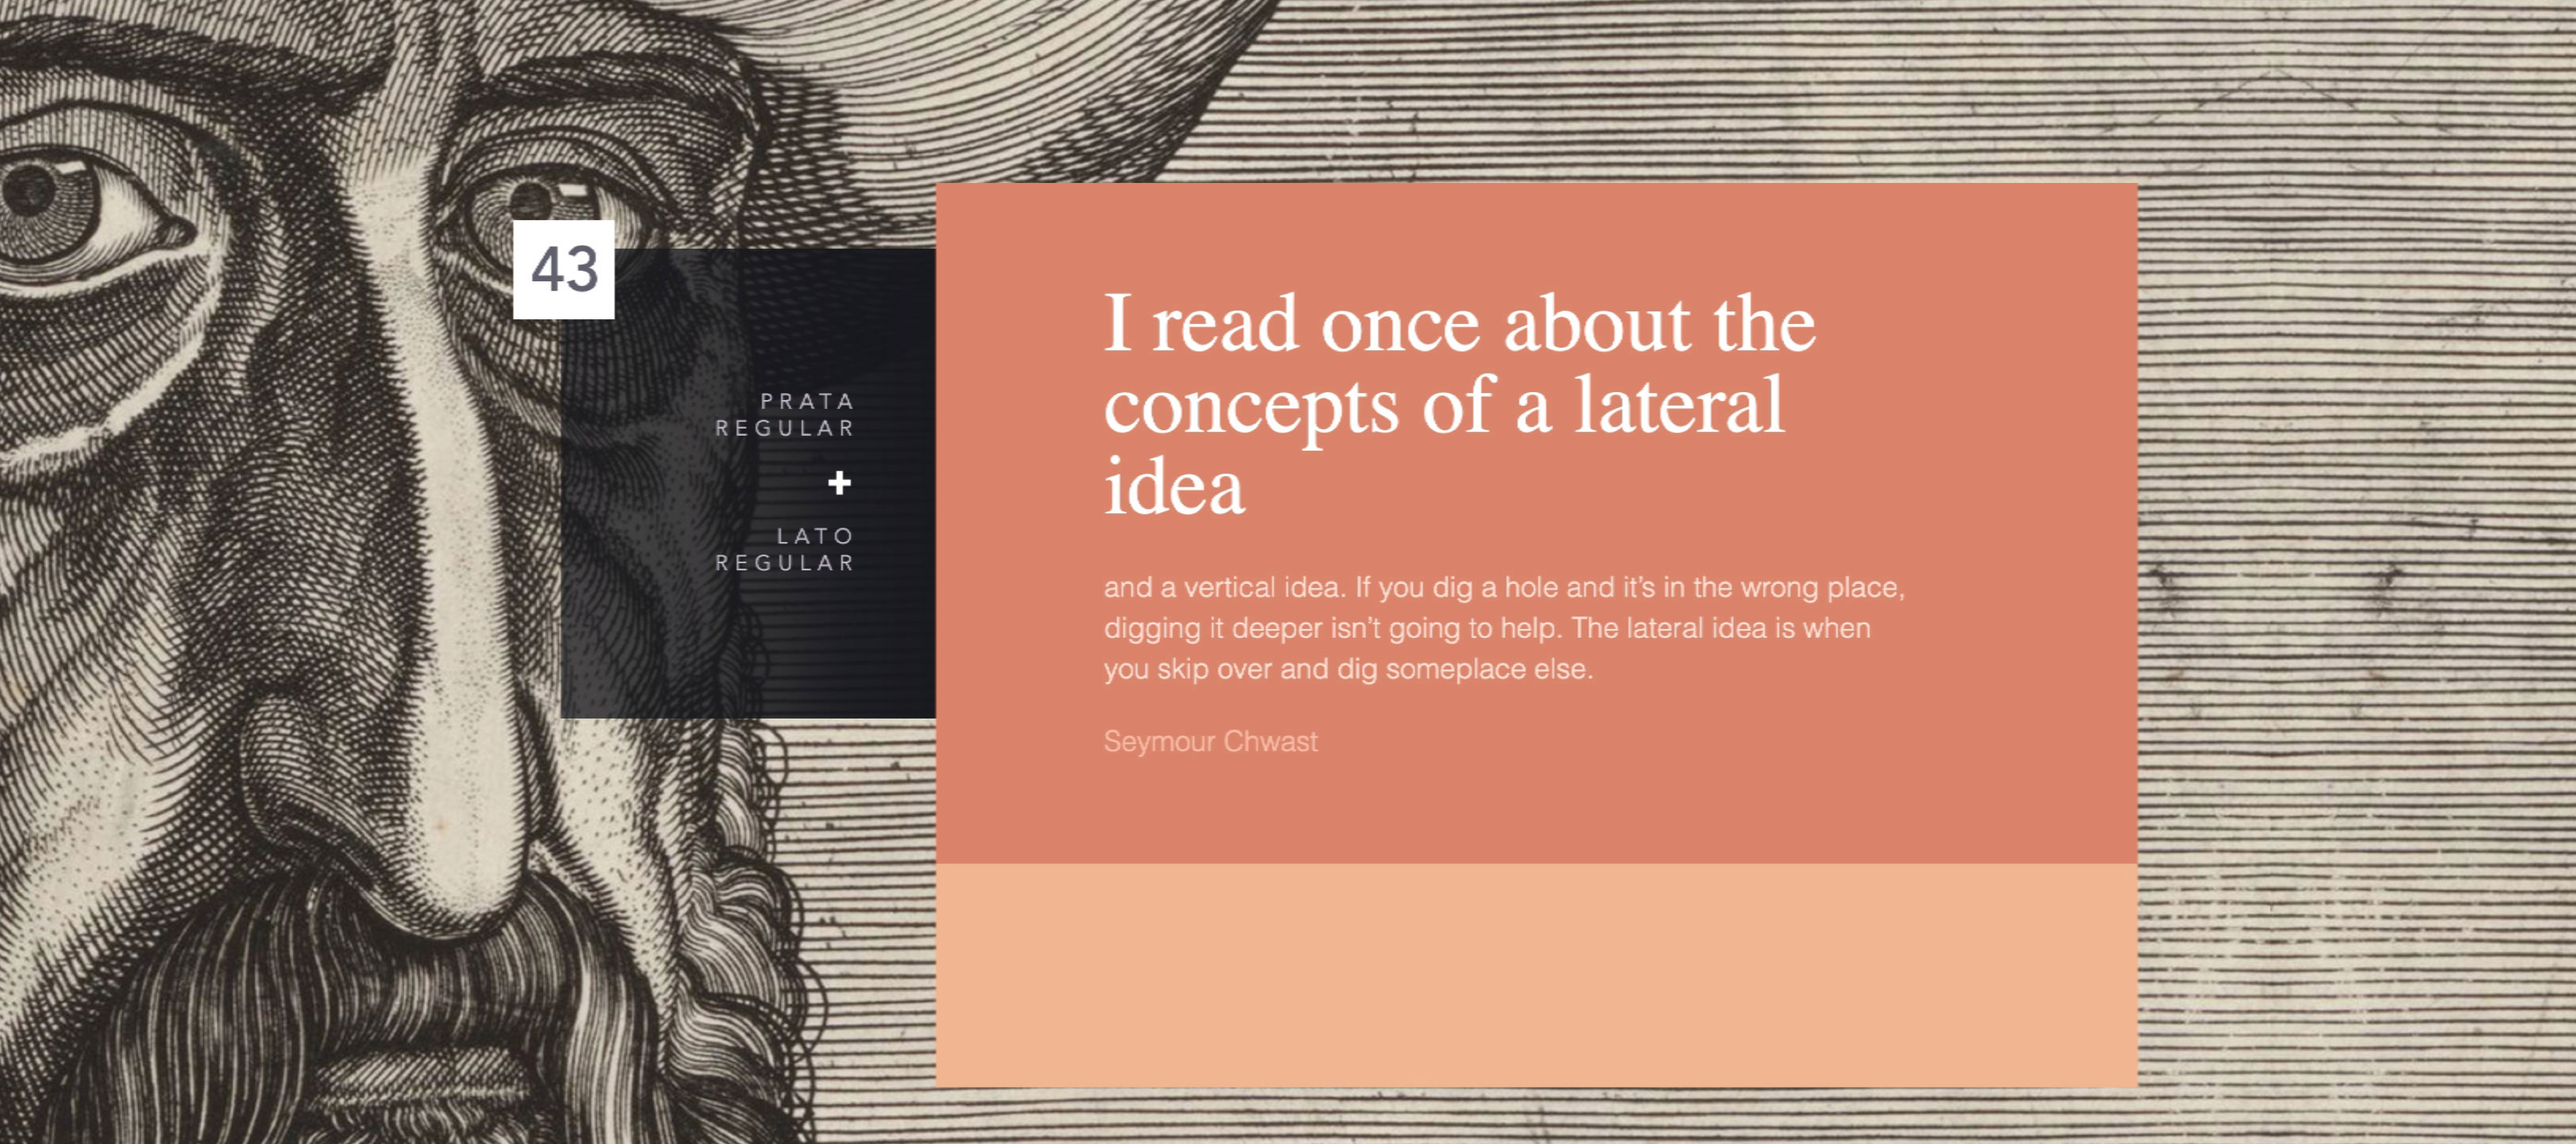 43
PRATA
REGULAR
+
LATO
REGULAR
I read once about the
concepts of a lateral
idea
and a vertical idea. If you dig a hole and it’s in the wrong place,
digging it deeper isn’t going to help. The lateral idea is when
you skip over and dig someplace else.
Seymour Chwast